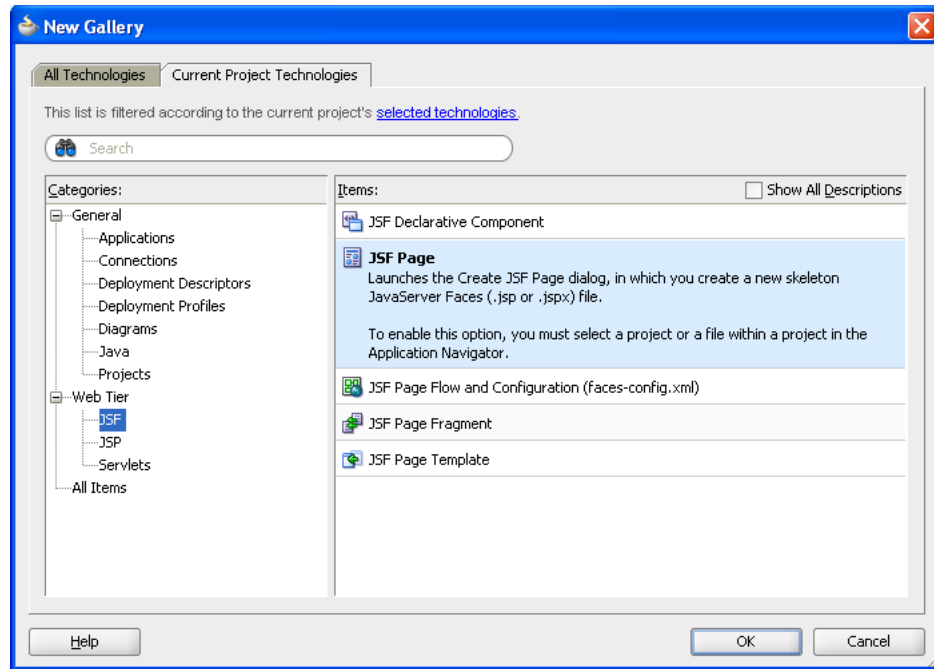 New Gallery
All Technologies
Current Project Technologies
This list is filtered according to the current project's selected technologies.
Search
Categories:
General
Applications
Connections
Deployment Descriptors
Deployment Profiles
Diagrams
Java
Projects
Web Tier
JSF
JSP
Servlets
All Items
Items:
Show All Descriptions
JSF Declarative Component
JSF Page
Launches the Create JSF Page dialog, in which you create a new skeleton
JavaServer Faces (.jsp or .jspx) file.
To enable this option, you must select a project or a file within a project in the
Application Navigator.
JSF Page Flow and Configuration (faces-config.xml)
JSF Page Fragment
JSF Page Template
Help
OK
Cancel